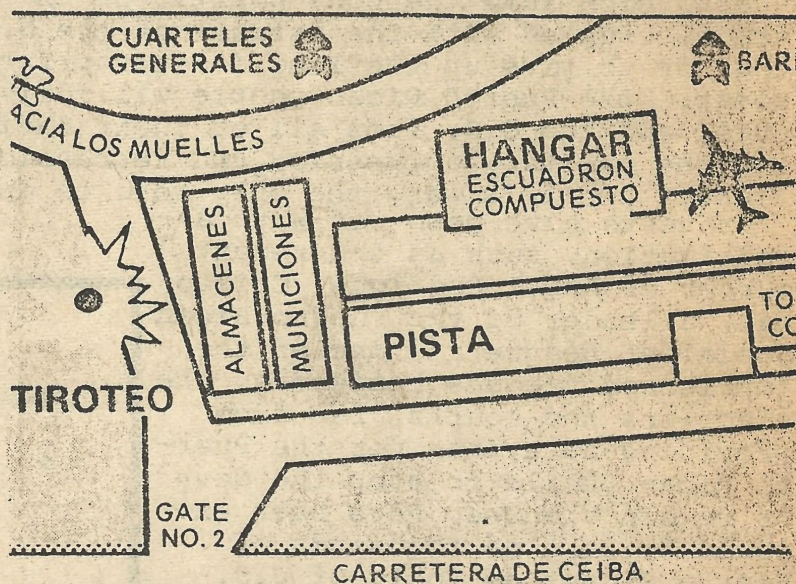 CUARTELES
GENERALES
ACIA LOS MUELLES
HANGAR
ESCUADRON
COMPUESTO
ALMACENES
MUNICIONES
PISTA
TIROTEO
GATE
NO. 2
CARRETERA DE CEIBA